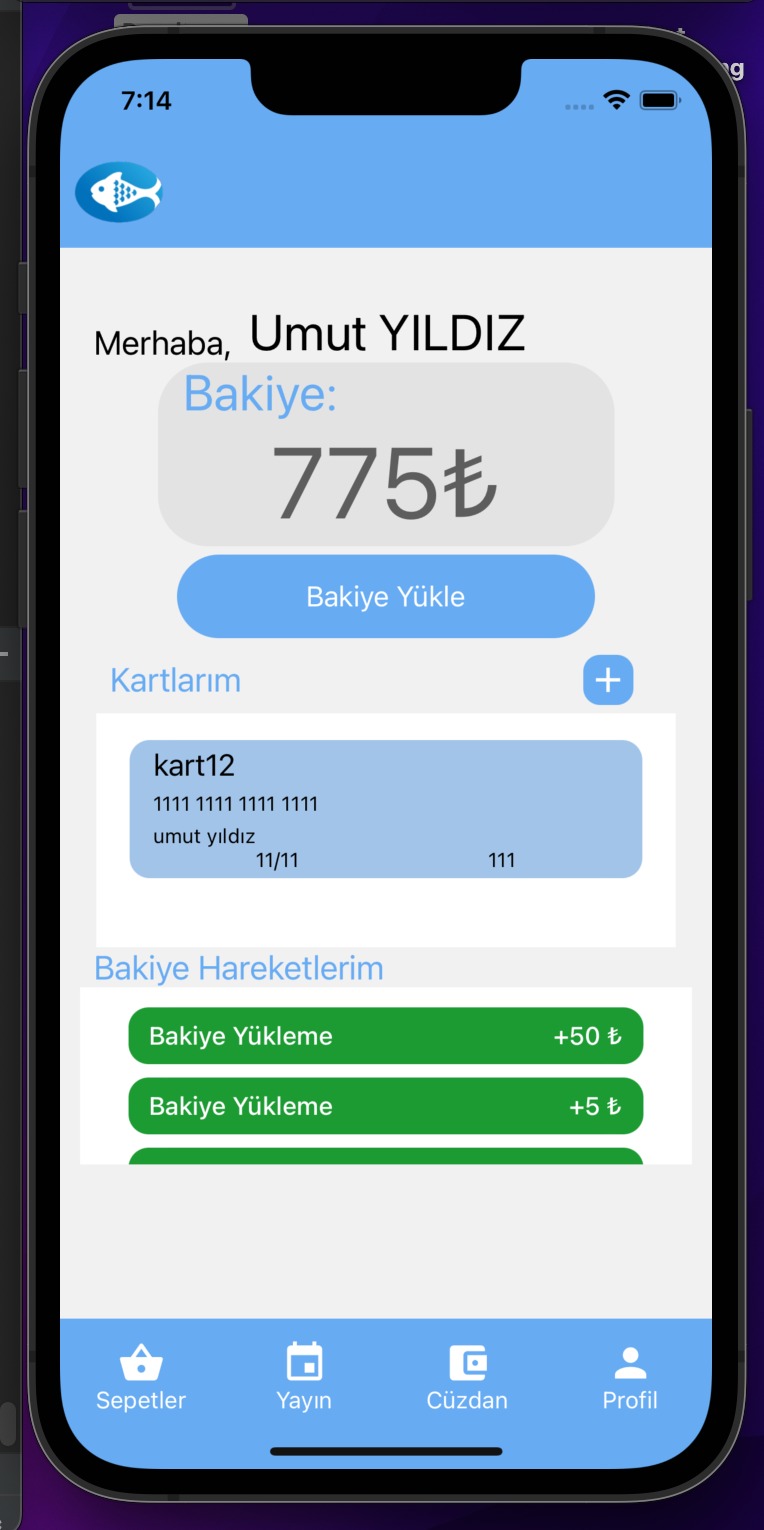 7:14
Merhaba, Umut YILDIZ
Bakiye:
775₺
Bakiye Yükle
Kartlarım
kart12
1111 1111 1111 1111
umut yıldız
11/11 111
Bakiye Hareketlerim
Bakiye Yükleme +50 ₺
Bakiye Yükleme +5 ₺
Sepetler Yayın Cüzdan Profil